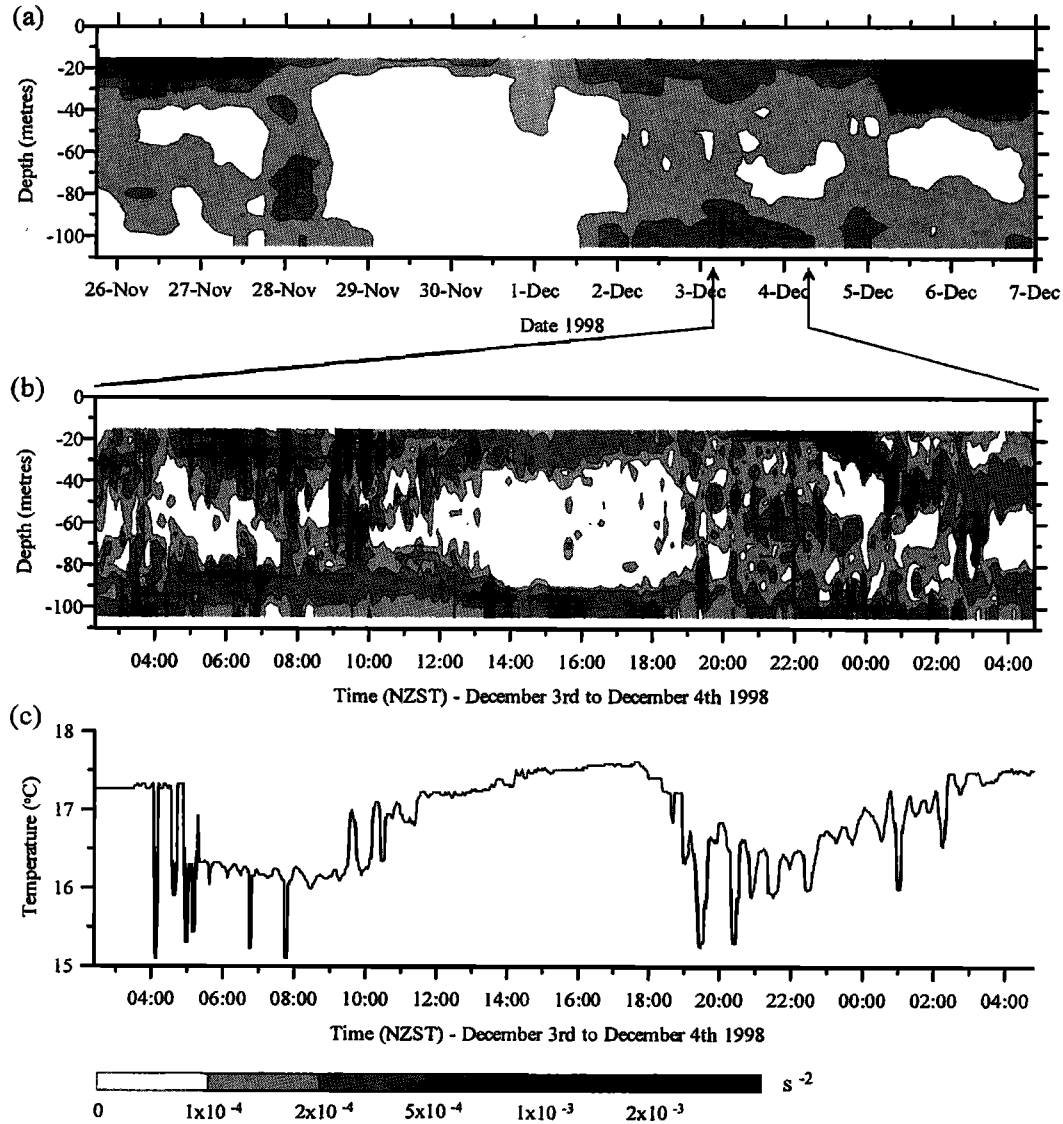 (a)
0
-20
-40
-60
-80
-100
Depth (metres)
26-Nov 27-Nov 28-Nov 29-Nov 30-Nov 1-Dec 2-Dec 3-Dec 4-Dec 5-Dec 6-Dec 7-Dec
Date 1998
(b)
0
-20
-40
-60
-80
-100
Depth (metres)
04:00 06:00 08:00 10:00 12:00 14:00 16:00 18:00 20:00 22:00 00:00 02:00 04:00
Time (NZST) - December 3rd to December 4th 1998
(c)
18
17
16
15
Temperature (°C)
04:00 06:00 08:00 10:00 12:00 14:00 16:00 18:00 20:00 22:00 00:00 02:00 04:00
Time (NZST) - December 3rd to December 4th 1998
s⁻²
0 1x10⁻⁴ 2x10⁻⁴ 5x10⁻⁴ 1x10⁻³ 2x10⁻³